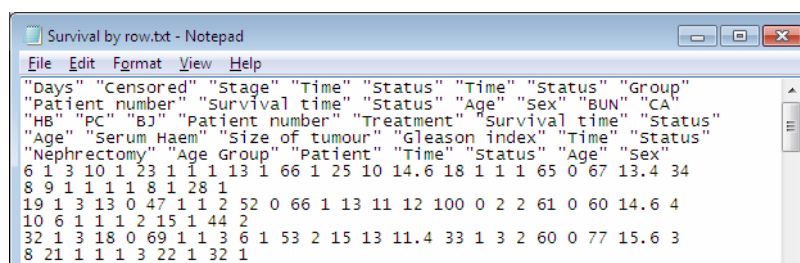 Survival by row.txt - Notepad
File Edit Format View Help
"Days" "Censored" "Stage" "Time" "Status" "Time" "Status" "Group"
"Patient number" "Survival time" "Status" "Age" "Sex" "BUN" "CA"
"HB" "PC" "BJ" "Patient number" "Treatment" "Survival time" "Status"
"Age" "Serum Haem" "Size of tumour" "Gleason index" "Time" "Status"
"Nephrectomy" "Age Group" "Patient" "Time" "Status" "Age" "Sex"
6 1 3 10 1 23 1 1 1 13 1 66 1 25 10 14.6 18 1 1 1 65 0 67 13.4 34
8 9 1 1 1 1 8 1 28 1
19 1 3 13 0 47 1 1 2 52 0 66 1 13 11 12 100 0 2 2 61 0 60 14.6 4
10 6 1 1 1 2 15 1 44 2
32 1 3 18 0 69 1 1 3 6 1 53 2 15 13 11.4 33 1 3 2 60 0 77 15.6 3
8 21 1 1 1 3 22 1 32 1